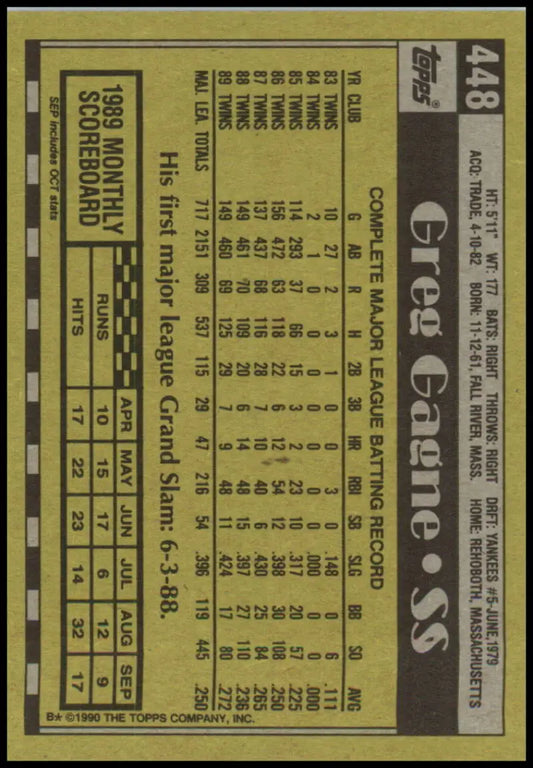 448
HT: 5'11" WT: 177 BATS: RIGHT THROWS: RIGHT DRFT: YANKEES #5-JUNE,1979
ACQ: TRADE, 4-10-82 BORN: 11-12-61, FALL RIVER, MASS. HOME: REHOBOTH, MASSACHUSETTS
topps®
Greg Gagne • SS
COMPLETE MAJOR LEAGUE BATTING RECORD
YR CLUB G AB R H 2B 3B HR RBI SB SLG BB SO AVG
83 TWINS 10 27 2 3 1 0 0 3 0 .148 0 6 .111
84 TWINS 2 1 0 0 0 0 0 0 0 .000 0 0 .000
85 TWINS 114 293 37 66 15 3 2 23 10 .317 20 57 .225
86 TWINS 156 472 63 118 22 6 12 54 12 .398 30 108 .250
87 TWINS 137 437 68 116 28 7 10 40 6 .430 25 84 .265
88 TWINS 149 461 70 109 20 6 14 48 15 .397 27 110 .236
89 TWINS 149 460 69 125 29 7 9 48 11 .424 17 80 .272
MAJ. LEA. TOTALS 717 2151 309 537 115 29 47 216 54 .396 119 445 .250
His first major league Grand Slam: 6-3-88.
1989 MONTHLY
SCOREBOARD
APR MAY JUN JUL AUG SEP
RUNS 10 15 17 6 12 9
HITS 17 22 23 14 32 17
SEP includes OCT stats
B* ©1990 THE TOPPS COMPANY, INC.